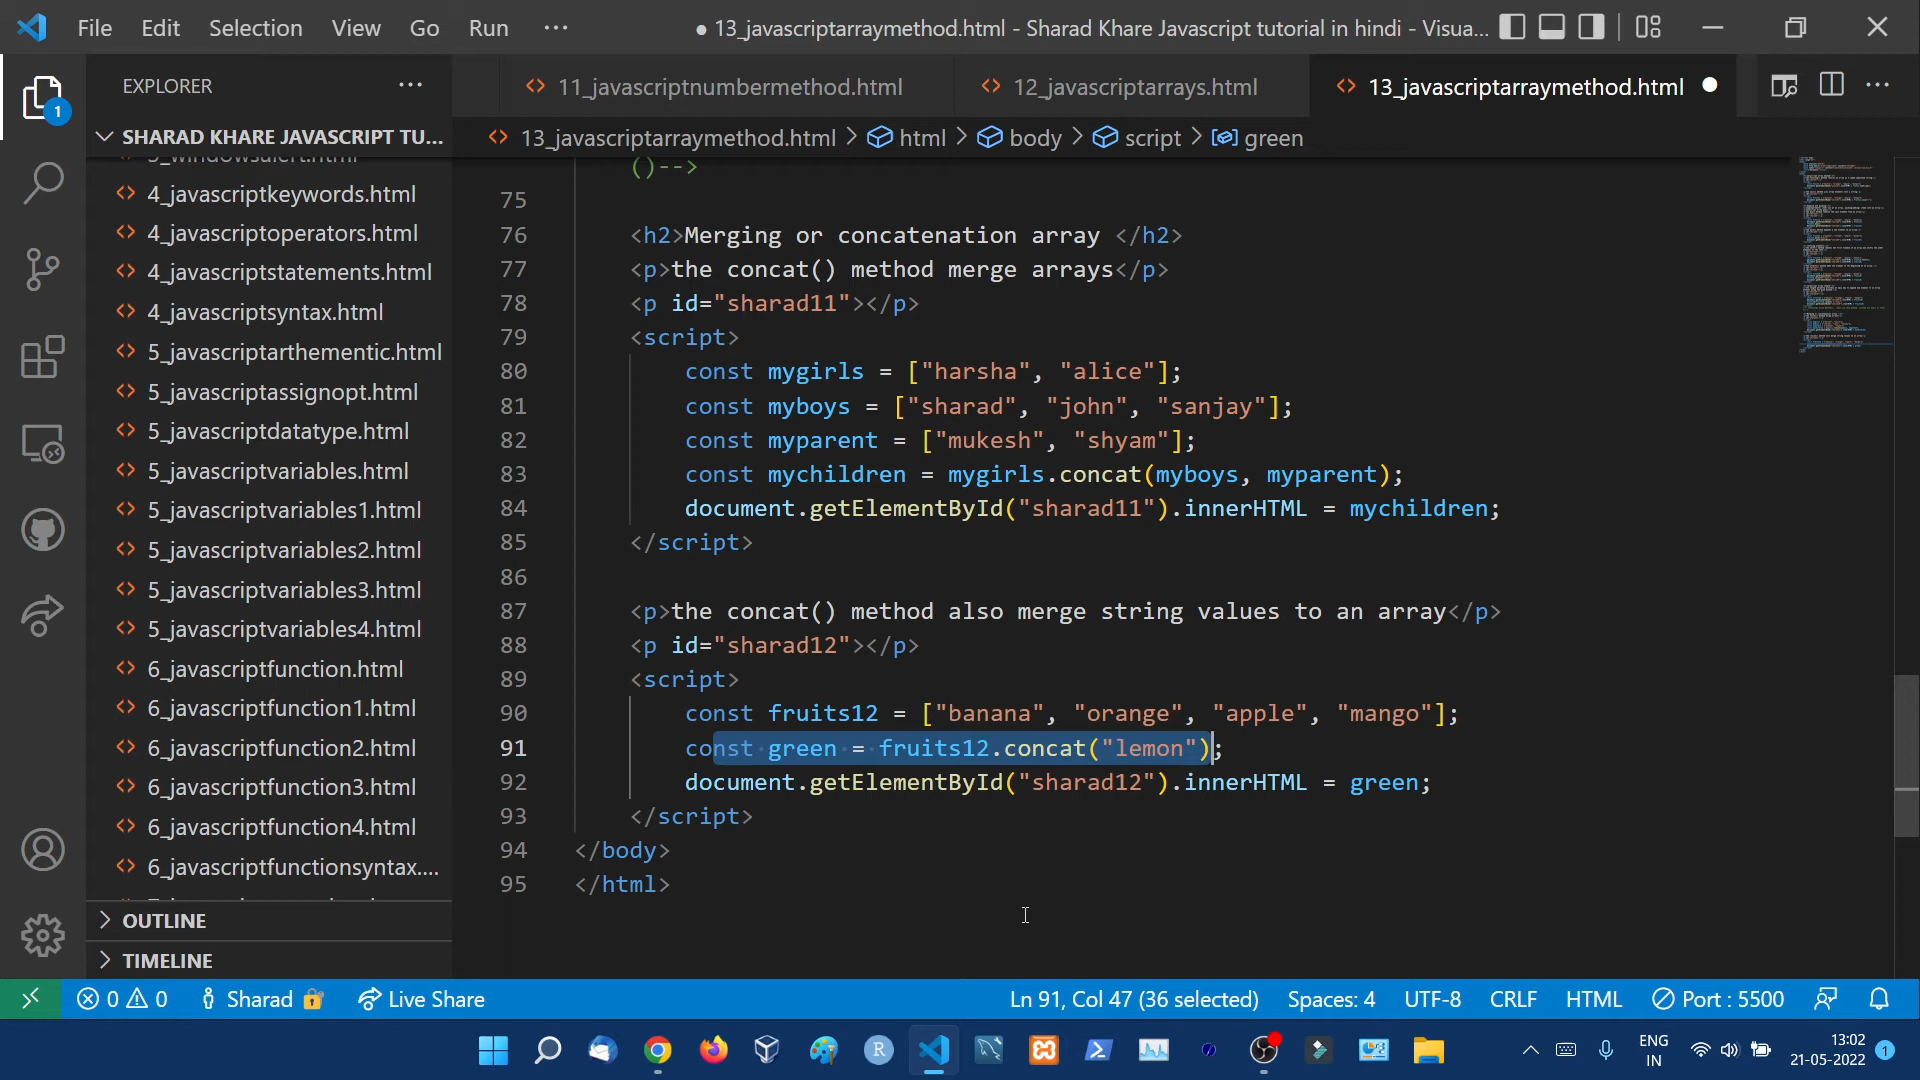 File Edit Selection View Go Run ···
● 13_javascriptarraymethod.html - Sharad Khare Javascript tutorial in hindi - Visua...
EXPLORER
11_javascriptnumbermethod.html
12_javascriptarrays.html
13_javascriptarraymethod.html
1
SHARAD KHARE JAVASCRIPT TU...
13_javascriptarraymethod.html > html > body > script > green
5_windowsalert.html
4_javascriptkeywords.html
4_javascriptoperators.html
4_javascriptstatements.html
4_javascriptsyntax.html
5_javascriptarthementic.html
5_javascriptassignopt.html
5_javascriptdatatype.html
5_javascriptvariables.html
5_javascriptvariables1.html
5_javascriptvariables2.html
5_javascriptvariables3.html
5_javascriptvariables4.html
6_javascriptfunction.html
6_javascriptfunction1.html
6_javascriptfunction2.html
6_javascriptfunction3.html
6_javascriptfunction4.html
6_javascriptfunctionsyntax....
OUTLINE
TIMELINE
()-->
75
76 <h2>Merging or concatenation array </h2>
77 <p>the concat() method merge arrays</p>
78 <p id="sharad11"></p>
79 <script>
80 const mygirls = ["harsha", "alice"];
81 const myboys = ["sharad", "john", "sanjay"];
82 const myparent = ["mukesh", "shyam"];
83 const mychildren = mygirls.concat(myboys, myparent);
84 document.getElementById("sharad11").innerHTML = mychildren;
85 </script>
86
87 <p>the concat() method also merge string values to an array</p>
88 <p id="sharad12"></p>
89 <script>
90 const fruits12 = ["banana", "orange", "apple", "mango"];
91 const green = fruits12.concat("lemon");
92 document.getElementById("sharad12").innerHTML = green;
93 </script>
94 </body>
95 </html>
0 0 Sharad Live Share
Ln 91, Col 47 (36 selected) Spaces: 4 UTF-8 CRLF HTML Port : 5500
R
ENG
IN
13:02
21-05-2022
1